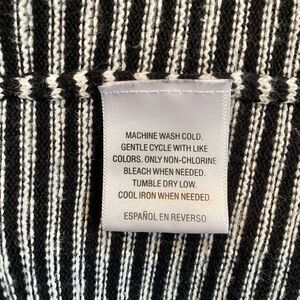 MACHINE WASH COLD.
GENTLE CYCLE WITH LIKE
COLORS. ONLY NON-CHLORINE
BLEACH WHEN NEEDED.
TUMBLE DRY LOW.
COOL IRON WHEN NEEDED.
ESPAÑOL EN REVERSO